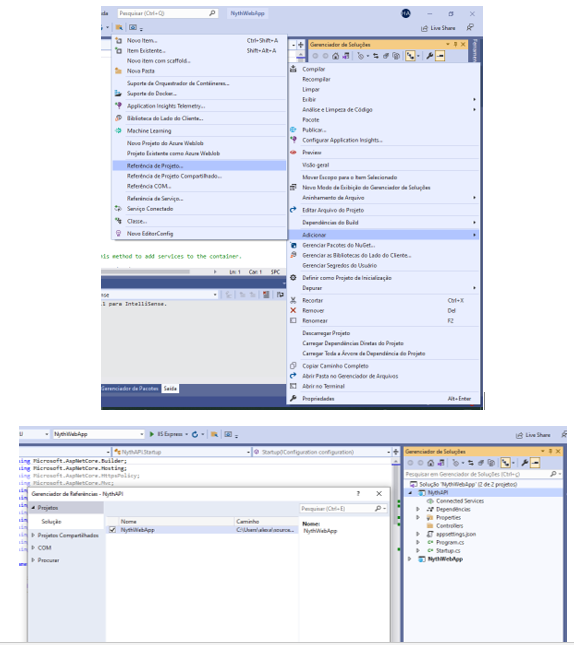 Pesquisar (Ctrl+Q)
NythWebApp
Live Share
Novo Item... Ctrl+Shift+A
Item Existente... Shift+Alt+A
Novo item com scaffold...
Nova Pasta
Suporte de Orquestrador de Contêineres...
Suporte do Docker...
Application Insights Telemetry...
Biblioteca do Lado do Cliente...
Machine Learning
Novo Projeto do Azure WebJob
Projeto Existente como Azure WebJob
Referência de Projeto...
Referência de Projeto Compartilhado...
Referência COM...
Referência de Serviço...
Serviço Conectado
Classe...
Novo EditorConfig
his method to add services to the container.
Ln: 1 Car: 1 SPC
l para IntelliSense.
Gerenciador de Pacotes Saída
Gerenciador de Soluções
Compilar
Recompilar
Limpar
Exibir
Análise e Limpeza de Código
Pacote
Publicar...
Configurar Application Insights...
Preview
Visão geral
Mover Escopo para o Item Selecionado
Novo Modo de Exibição do Gerenciador de Soluções
Aninhamento de Arquivo
Editar Arquivo do Projeto
Dependências do Build
Adicionar
Gerenciar Pacotes do NuGet...
Gerenciar as Bibliotecas do Lado do Cliente...
Gerenciar Segredos do Usuário
Definir como Projeto de Inicialização
Depurar
Recortar Ctrl+X
Remover Del
Renomear F2
Descarregar Projeto
Carregar Dependências Diretas do Projeto
Carregar Toda a Árvore de Dependência do Projeto
Copiar Caminho Completo
Abrir Pasta no Gerenciador de Arquivos
Abrir no Terminal
Propriedades Alt+Enter
NythWebApp IIS Express
Live Share
NythAPI.Startup Startup(IConfiguration configuration)
ing Microsoft.AspNetCore.Builder;
ing Microsoft.AspNetCore.Hosting;
ing Microsoft.AspNetCore.HttpsPolicy;
ing Microsoft.AspNetCore.Mvc;
Gerenciador de Referências - NythAPI ? X
Projetos
Solução
Projetos Compartilhados
COM
Procurar
Pesquisar (Ctrl+E)
Nome Caminho
NythWebApp
Nome:
NythWebApp
Gerenciador de Soluções
Pesquisar em Gerenciador de Soluções (Ctrl+ç)
Solução 'NythWebApp' (2 de 2 projetos)
NythAPI
Connected Services
Dependências
Properties
Controllers
appsettings.json
Program.cs
Startup.cs
NythWebApp